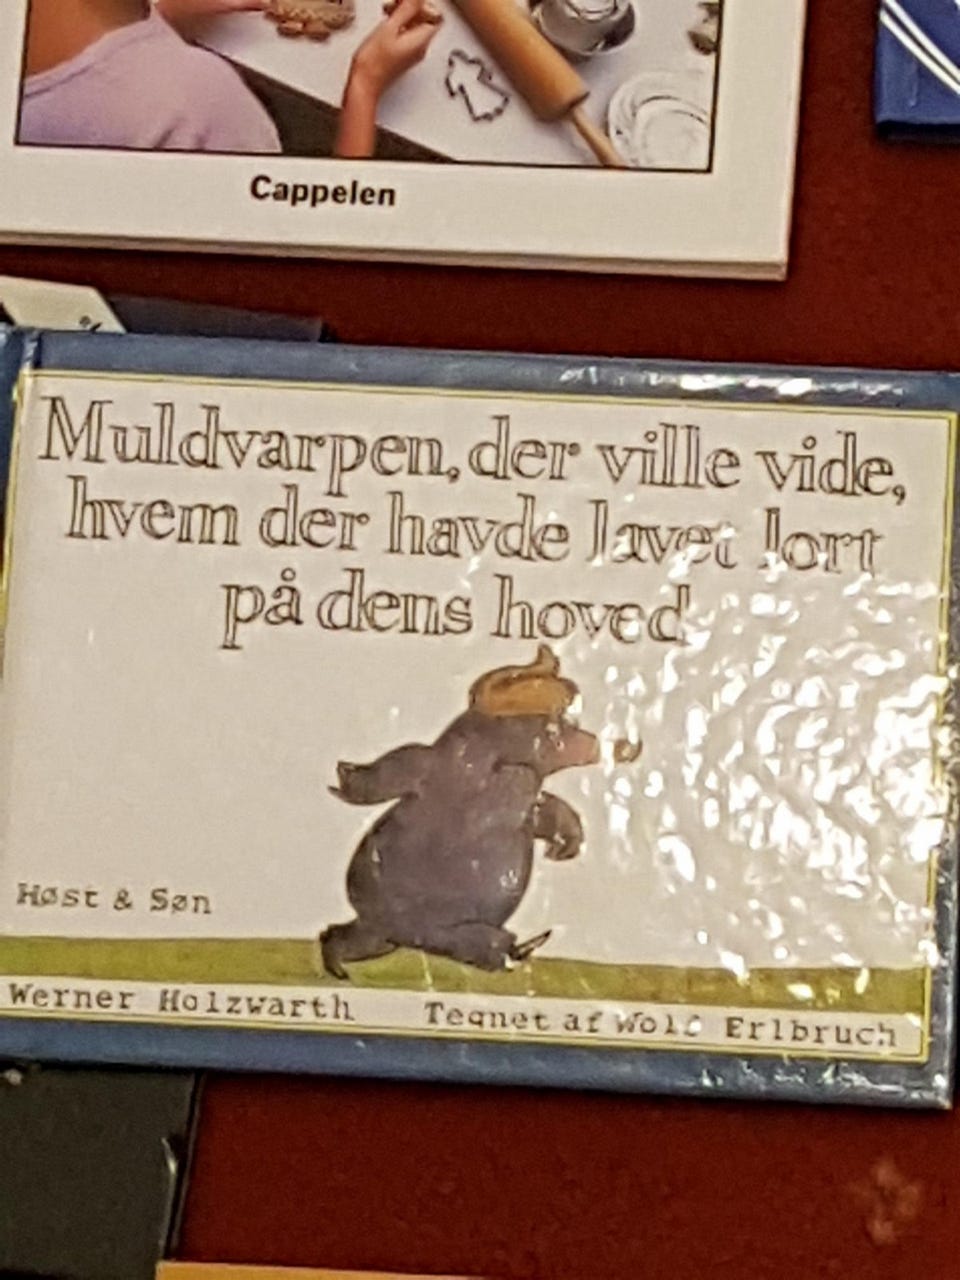 Cappelen
Muldvarpen, der ville vide,
hvem der havde lavet lort
på dens hoved
Høst & Søn
Werner Holzwarth Tegnet af Wolf Erlbruch